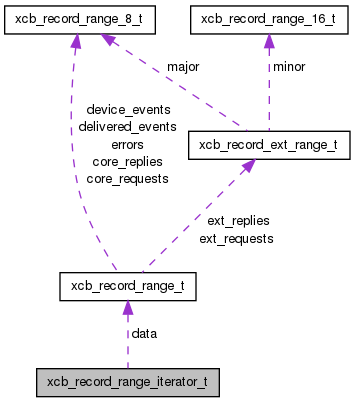 xcb_record_range_8_t
xcb_record_range_16_t
major
minor
device_events
delivered_events
errors
core_replies
core_requests
xcb_record_ext_range_t
ext_replies
ext_requests
xcb_record_range_t
data
xcb_record_range_iterator_t